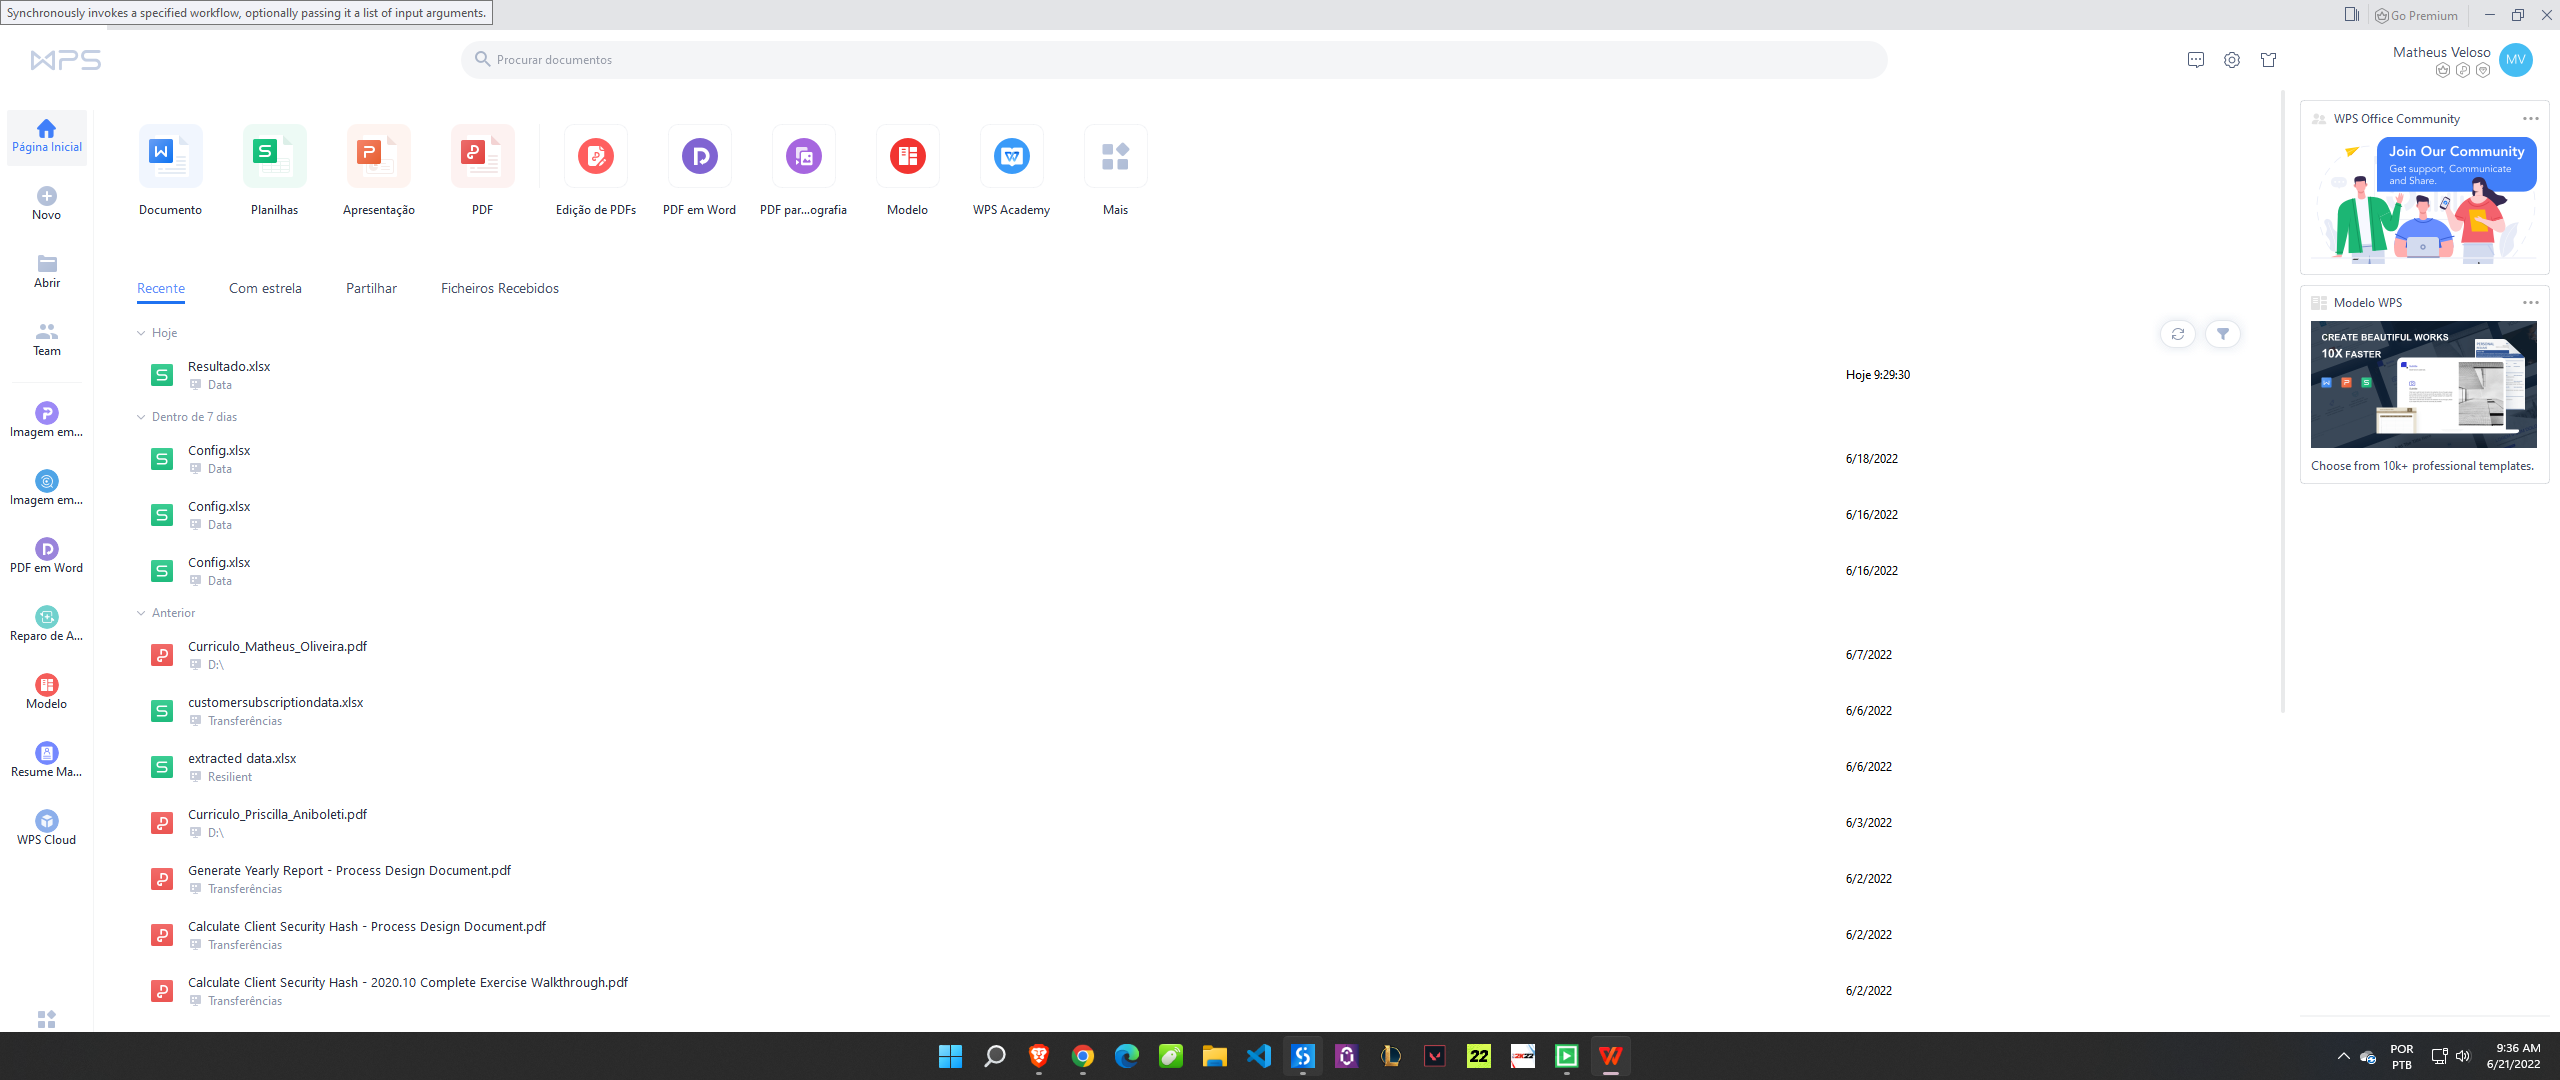 Synchronously invokes a specified workflow, optionally passing it a list of input arguments.
Go Premium
WPS
Procurar documentos
Matheus Veloso
MV
Página Inicial
Novo
Abrir
Team
Imagem em...
Imagem em...
PDF em Word
Reparo de A...
Modelo
Resume Ma...
WPS Cloud
Documento
Planilhas
Apresentação
PDF
Edição de PDFs
PDF em Word
PDF par...ografia
Modelo
WPS Academy
Mais
Recente
Com estrela
Partilhar
Ficheiros Recebidos
Hoje
Resultado.xlsx
Data
Hoje 9:29:30
Dentro de 7 dias
Config.xlsx
Data
6/18/2022
Config.xlsx
Data
6/16/2022
Config.xlsx
Data
6/16/2022
Anterior
Curriculo_Matheus_Oliveira.pdf
D:\
6/7/2022
customersubscriptiondata.xlsx
Transferências
6/6/2022
extracted data.xlsx
Resilient
6/6/2022
Curriculo_Priscilla_Aniboleti.pdf
D:\
6/3/2022
Generate Yearly Report - Process Design Document.pdf
Transferências
6/2/2022
Calculate Client Security Hash - Process Design Document.pdf
Transferências
6/2/2022
Calculate Client Security Hash - 2020.10 Complete Exercise Walkthrough.pdf
Transferências
6/2/2022
WPS Office Community
Join Our Community
Get support, Communicate
and Share.
Modelo WPS
CREATE BEAUTIFUL WORKS
10X FASTER
Choose from 10k+ professional templates.
22
2K22
POR
PTB
9:36 AM
6/21/2022